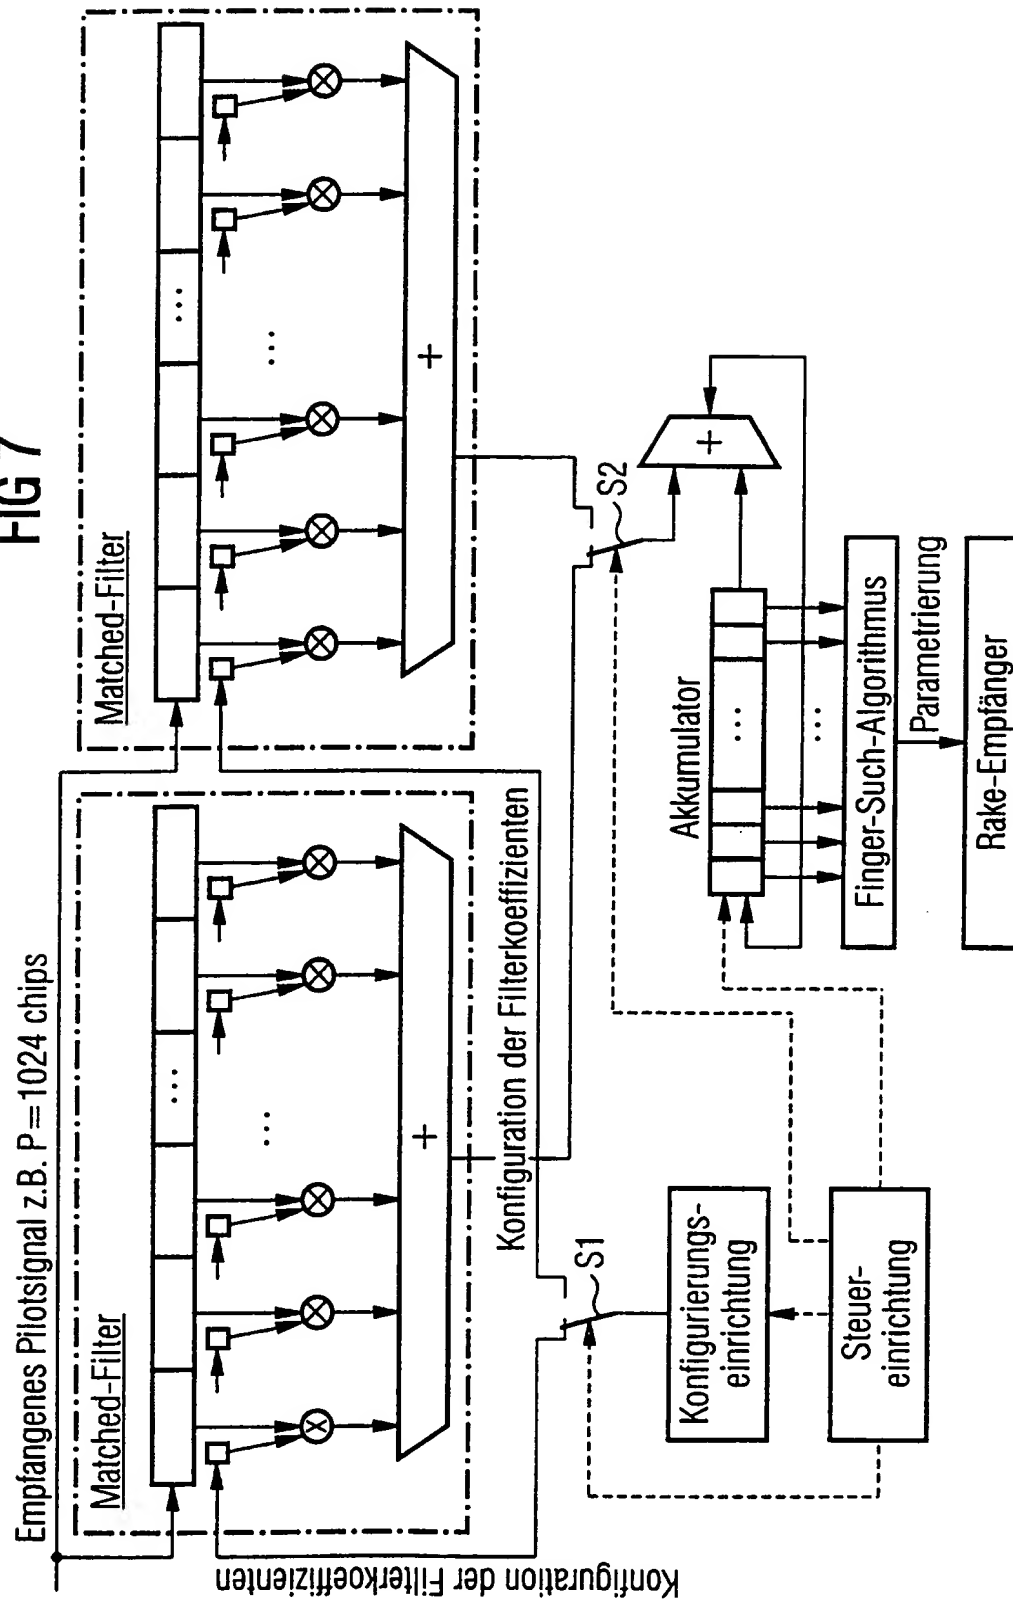 FIG 7
Empfangenes Pilotsignal z.B. P=1024 chips
Matched-Filter
...
...
+
Matched-Filter
...
...
+
Konfiguration der Filterkoeffizienten
Konfiguration der Filterkoeffizienten
S1
S2
+
Konfigurierungs-
einrichtung
Steuer-
einrichtung
Akkumulator
...
...
Finger-Such-Algorithmus
Parametrierung
Rake-Empfänger